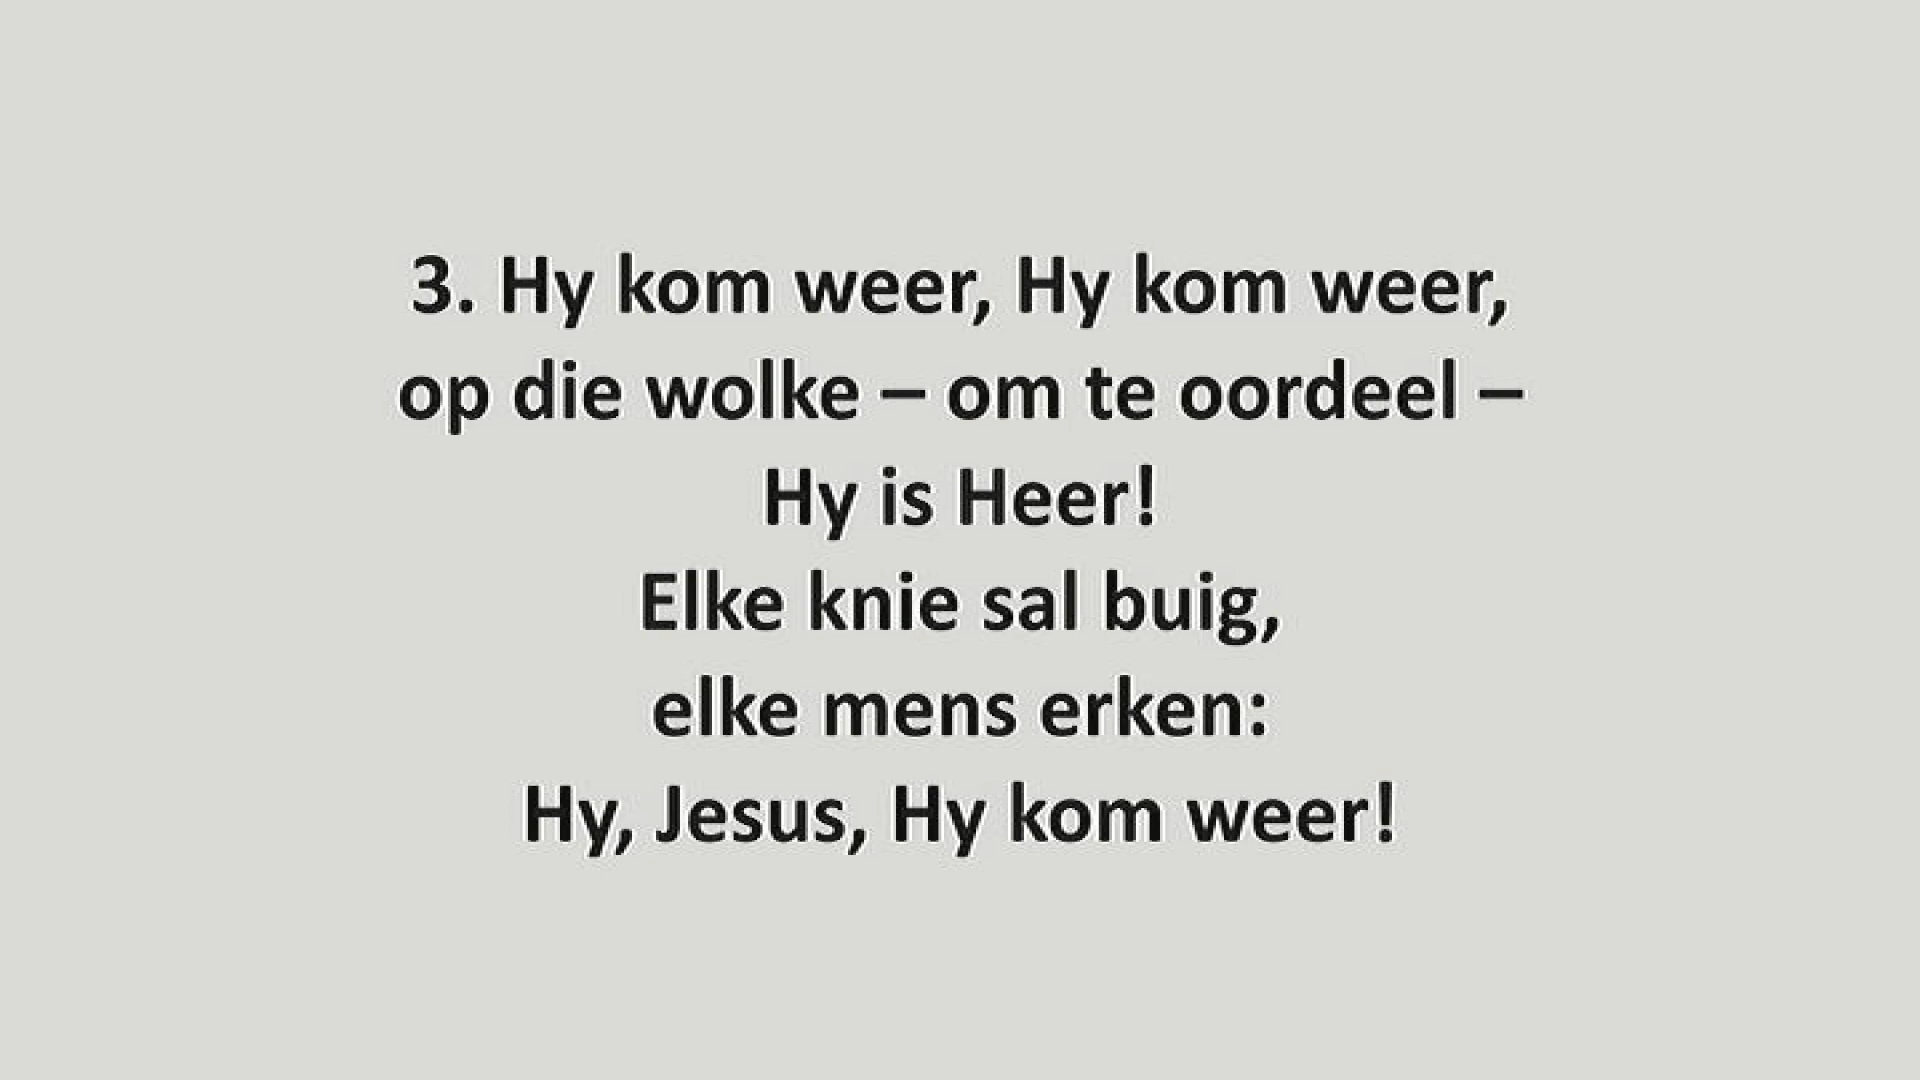 3. Hy kom weer, Hy kom weer,
op die wolke – om te oordeel –
Hy is Heer!
Elke knie sal buig,
elke mens erken:
Hy, Jesus, Hy kom weer!